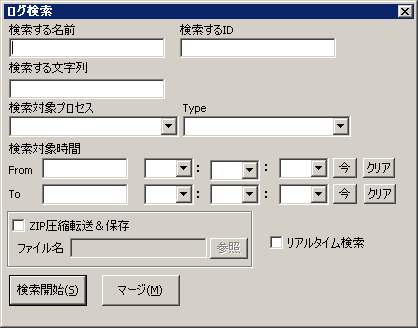 ログ検索
検索する名前 検索するID
検索する文字列
検索対象プロセス Type
検索対象時間
From : : 今 クリア
To : : 今 クリア
ZIP圧縮転送＆保存
ファイル名 参照
リアルタイム検索
検索開始(S) マージ(M)